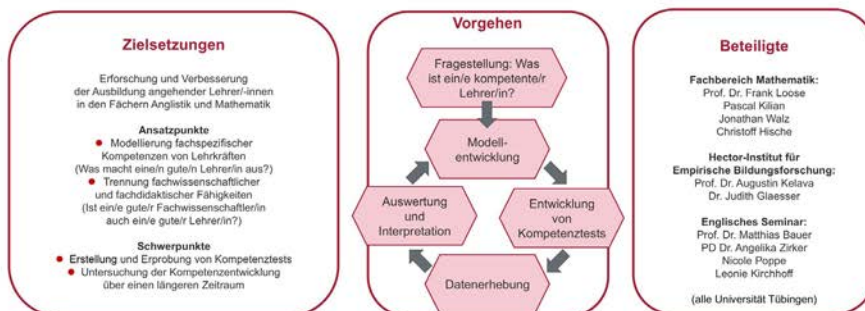 Zielsetzungen
Erforschung und Verbesserung
der Ausbildung angehender Lehrer/-innen
in den Fächern Anglistik und Mathematik
Ansatzpunkte
Modellierung fachspezifischer
Kompetenzen von Lehrkräften
(Was macht eine/n gute/n Lehrer/in aus?)
Trennung fachwissenschaftlicher
und fachdidaktischer Fähigkeiten
(Ist ein/e gute/r Fachwissenschaftler/in
auch ein/e gute/r Lehrer/in?)
Schwerpunkte
Erstellung und Erprobung von Kompetenztests
Untersuchung der Kompetenzentwicklung
über einen längeren Zeitraum
Vorgehen
Fragestellung: Was
ist ein/e kompetente/r
Lehrer/in?
Modell-
entwicklung
Auswertung
und
Interpretation
Entwicklung
von
Kompetenztests
Datenerhebung
Beteiligte
Fachbereich Mathematik:
Prof. Dr. Frank Loose
Pascal Kilian
Jonathan Walz
Christoff Hische
Hector-Institut für
Empirische Bildungsforschung:
Prof. Dr. Augustin Kelava
Dr. Judith Glaesser
Englisches Seminar:
Prof. Dr. Matthias Bauer
PD Dr. Angelika Zirker
Nicole Poppe
Leonie Kirchhoff
(alle Universität Tübingen)